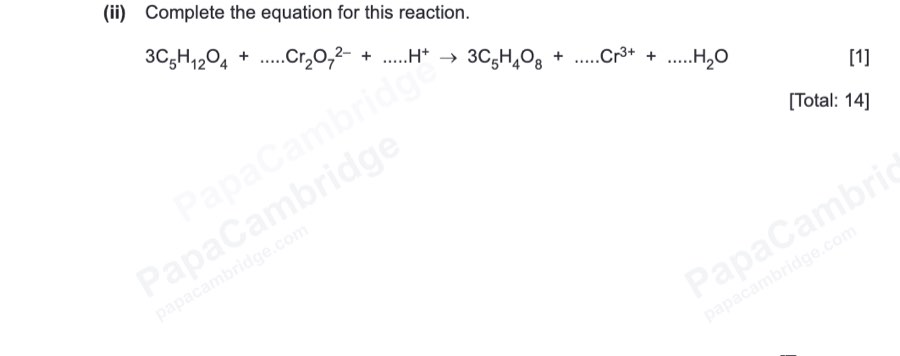 (ii) Complete the equation for this reaction.
3C₅H₁₂O₄ + .....Cr₂O₇²⁻ + .....H⁺ → 3C₅H₄O₈ + .....Cr³⁺ + .....H₂O [1]
[Total: 14]
PapaCambridge
PapaCambridge
papacambridge.com
PapaCambrid
papacambridge.com